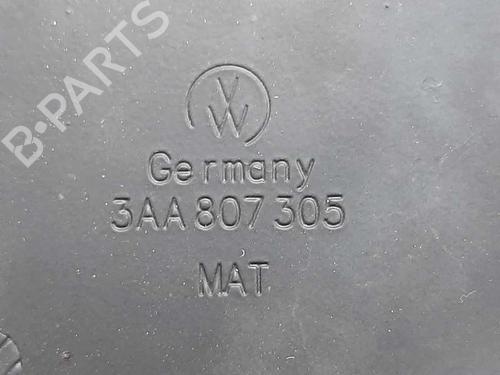 B-PARTS
VW
Germany
3AA 807 305
MAT